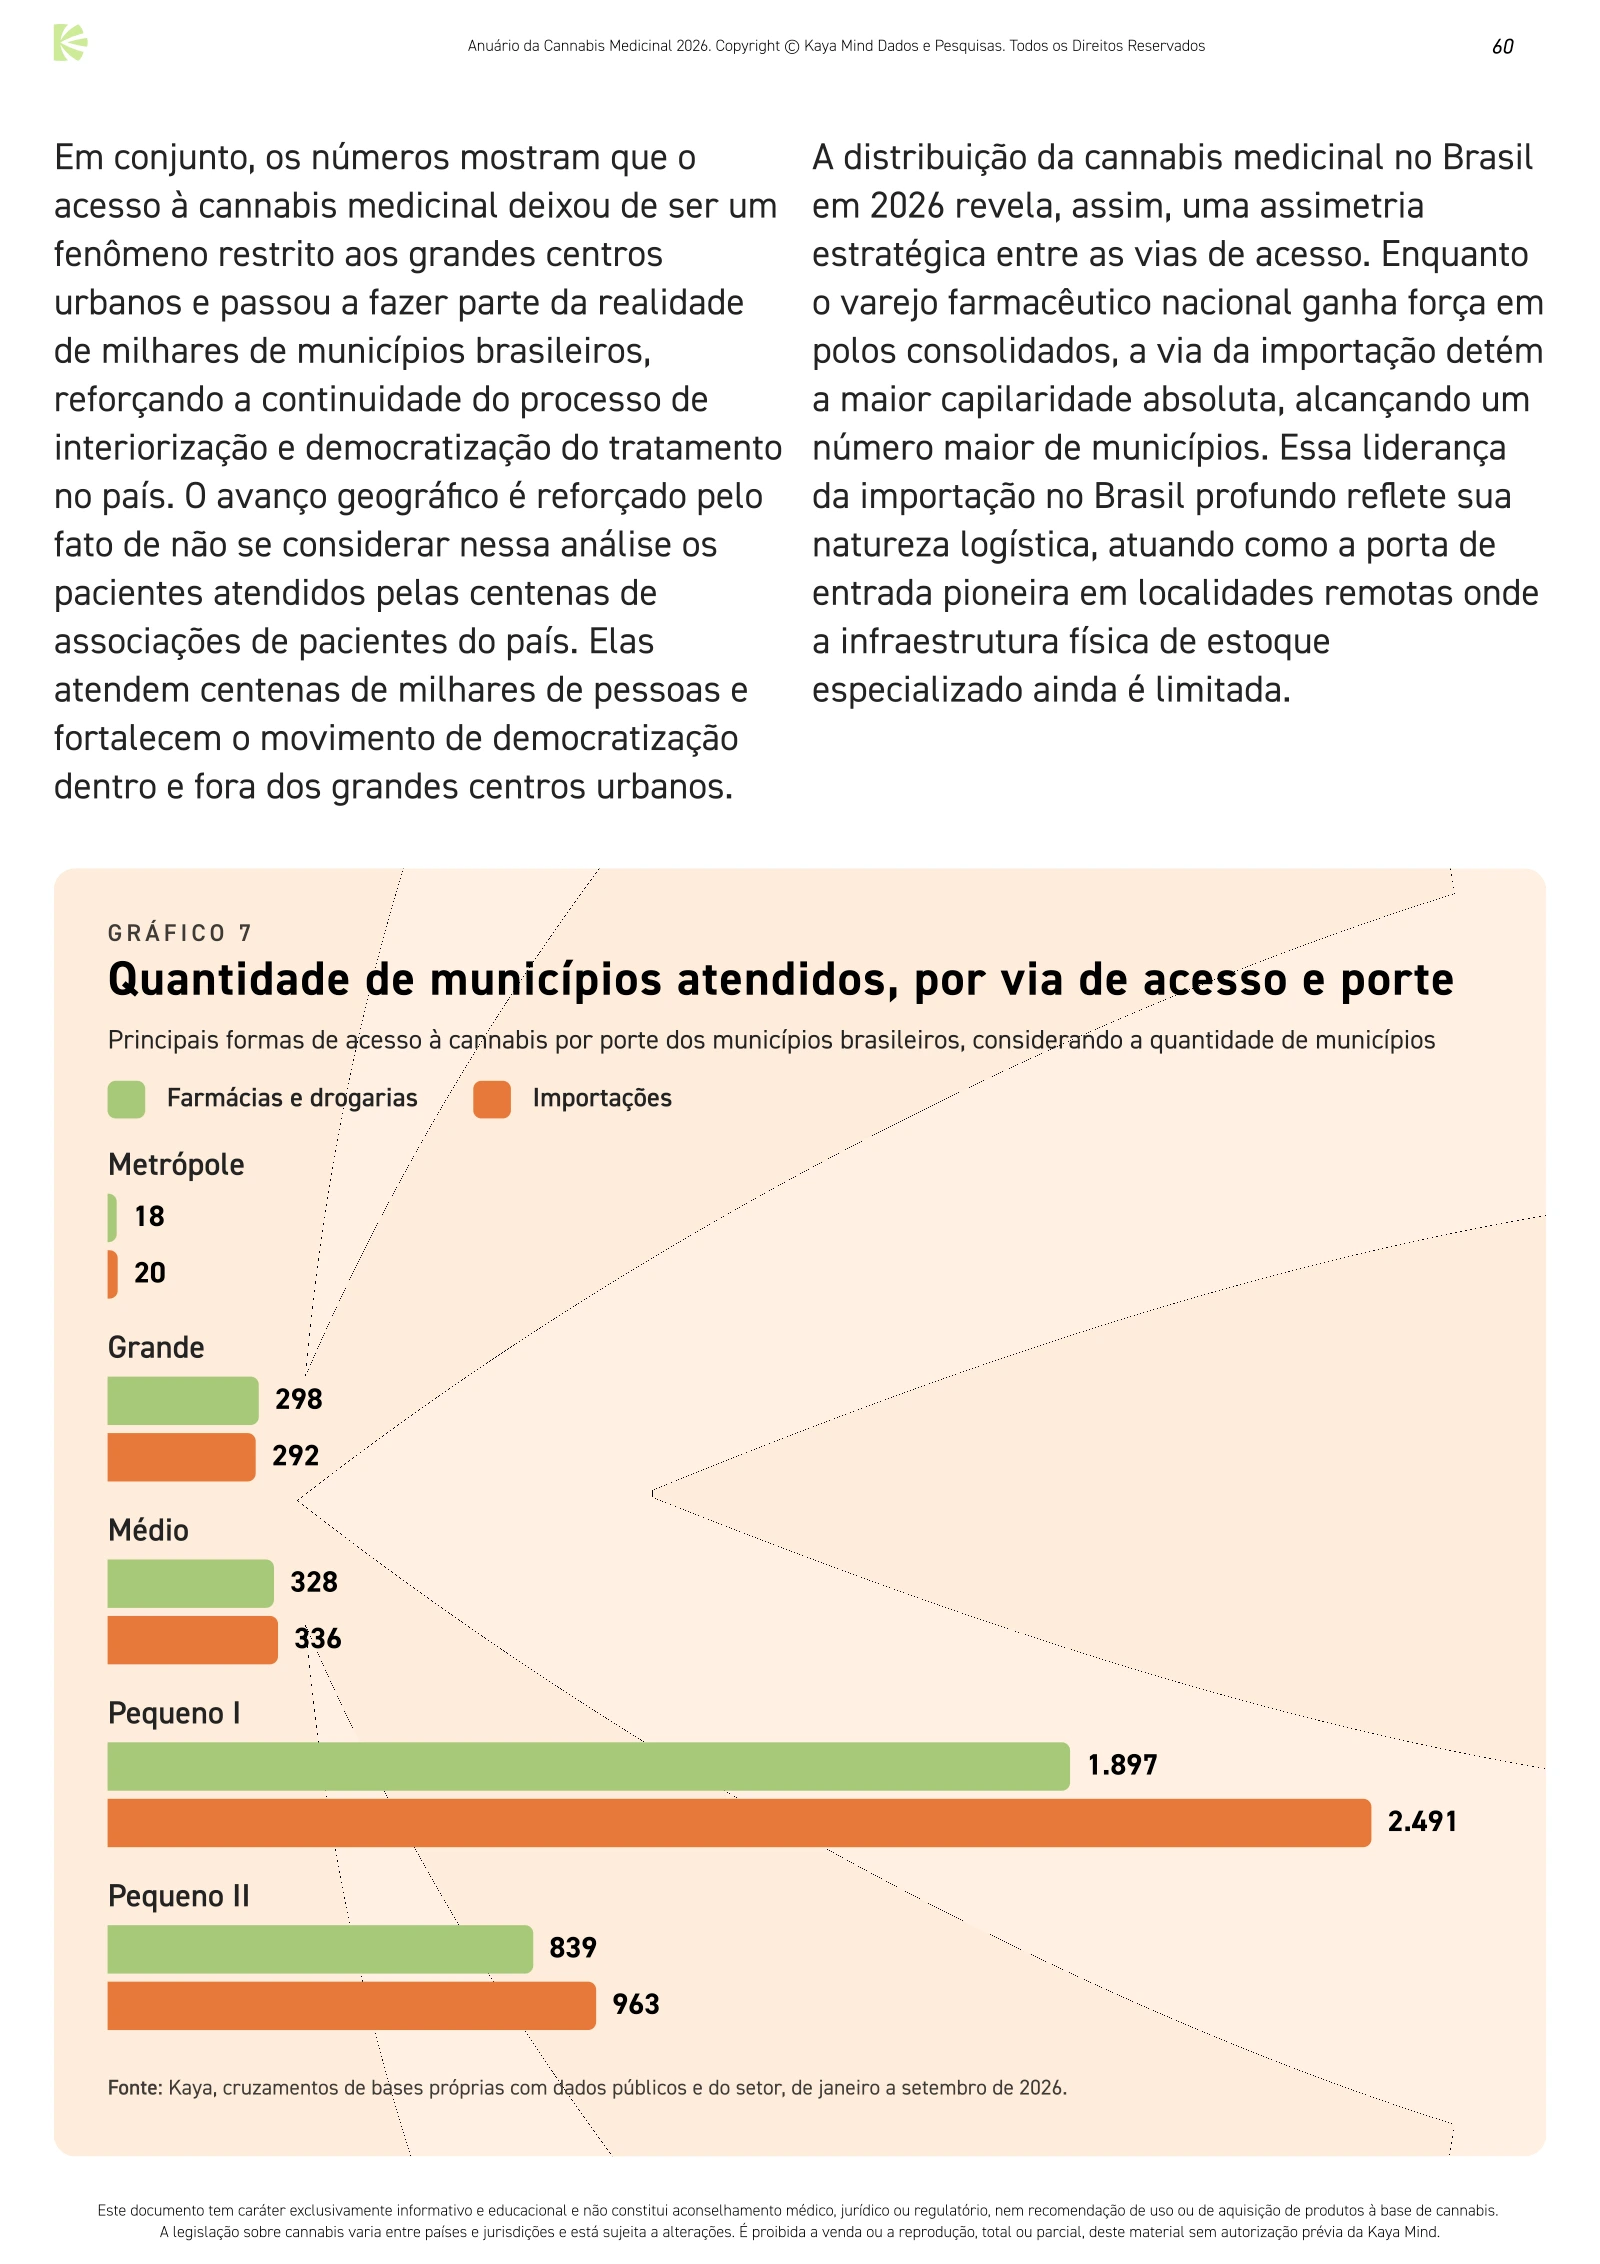 Anuário da Cannabis Medicinal 2026. Copyright © Kaya Mind Dados e Pesquisas. Todos os Direitos Reservados
60
Em conjunto, os números mostram que o
acesso à cannabis medicinal deixou de ser um
fenômeno restrito aos grandes centros
urbanos e passou a fazer parte da realidade
de milhares de municípios brasileiros,
reforçando a continuidade do processo de
interiorização e democratização do tratamento
no país. O avanço geográfico é reforçado pelo
fato de não se considerar nessa análise os
pacientes atendidos pelas centenas de
associações de pacientes do país. Elas
atendem centenas de milhares de pessoas e
fortalecem o movimento de democratização
dentro e fora dos grandes centros urbanos.
A distribuição da cannabis medicinal no Brasil
em 2026 revela, assim, uma assimetria
estratégica entre as vias de acesso. Enquanto
o varejo farmacêutico nacional ganha força em
polos consolidados, a via da importação detém
a maior capilaridade absoluta, alcançando um
número maior de municípios. Essa liderança
da importação no Brasil profundo reflete sua
natureza logística, atuando como a porta de
entrada pioneira em localidades remotas onde
a infraestrutura física de estoque
especializado ainda é limitada.
GRÁFICO 7
Quantidade de municípios atendidos, por via de acesso e porte
Principais formas de acesso à cannabis por porte dos municípios brasileiros, considerando a quantidade de municípios
Farmácias e drogarias
Importações
Metrópole
18
20
Grande
298
292
Médio
328
336
Pequeno I
1.897
2.491
Pequeno II
839
963
Fonte: Kaya, cruzamentos de bases próprias com dados públicos e do setor, de janeiro a setembro de 2026.
Este documento tem caráter exclusivamente informativo e educacional e não constitui aconselhamento médico, jurídico ou regulatório, nem recomendação de uso ou de aquisição de produtos à base de cannabis.
A legislação sobre cannabis varia entre países e jurisdições e está sujeita a alterações. É proibida a venda ou a reprodução, total ou parcial, deste material sem autorização prévia da Kaya Mind.